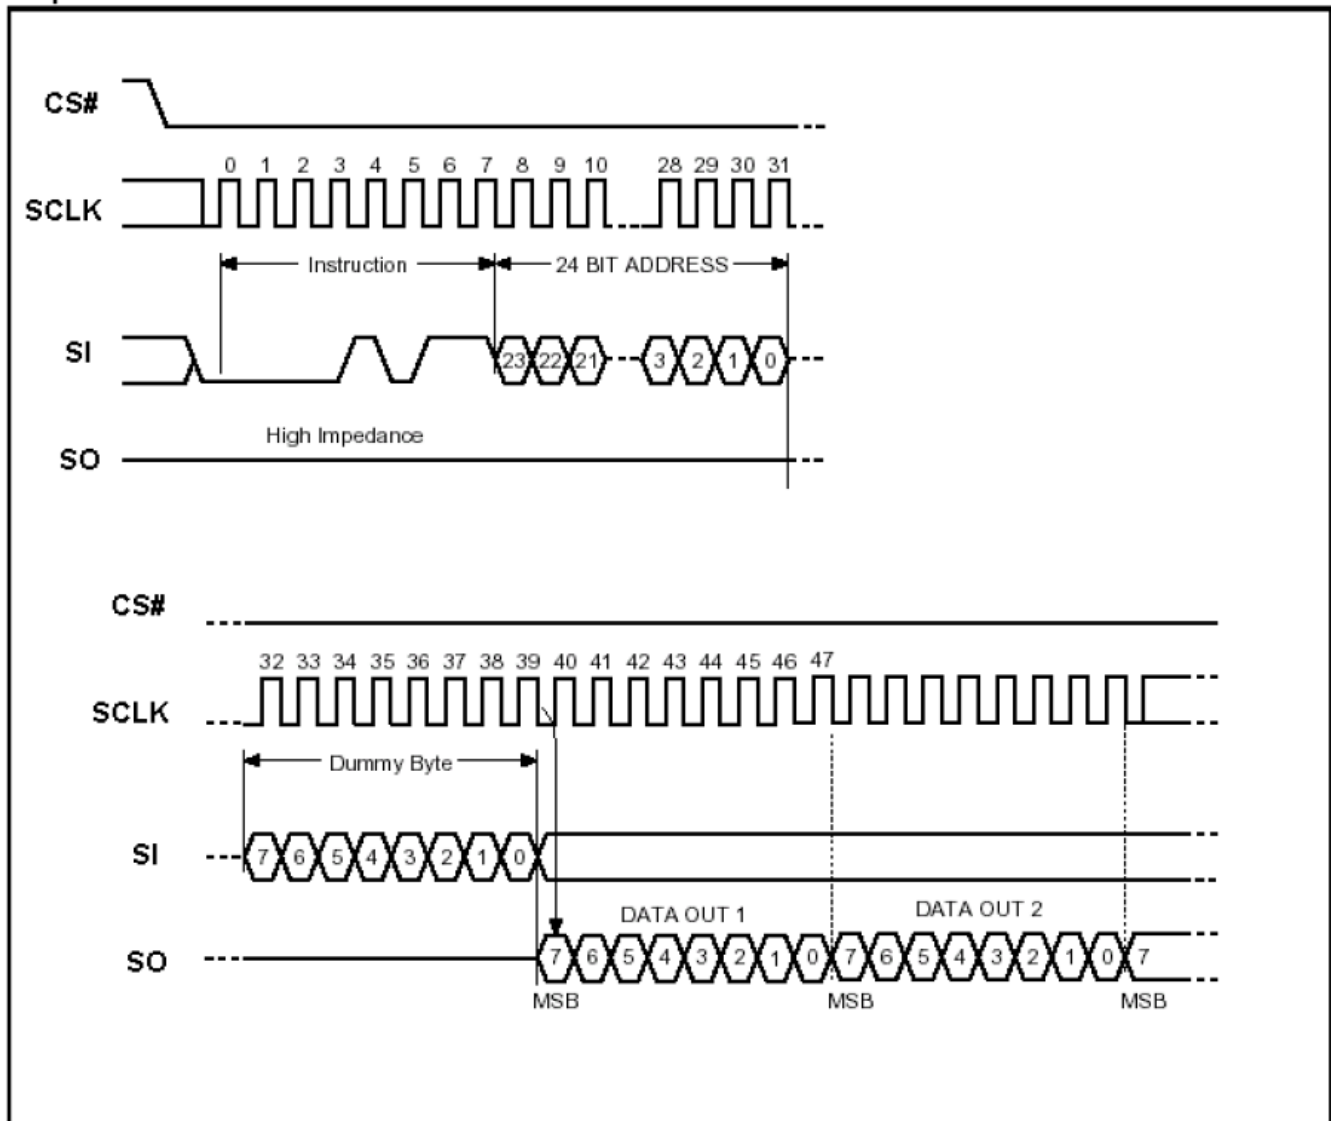 CS#
0 1 2 3 4 5 6 7 8 9 10 28 29 30 31
SCLK
Instruction 24 BIT ADDRESS
SI
23 22 21 3 2 1 0
High Impedance
SO
CS#
32 33 34 35 36 37 38 39 40 41 42 43 44 45 46 47
SCLK
Dummy Byte
SI
7 6 5 4 3 2 1 0
DATA OUT 1 DATA OUT 2
SO
7 6 5 4 3 2 1 0 7 6 5 4 3 2 1 0 7
MSB MSB MSB